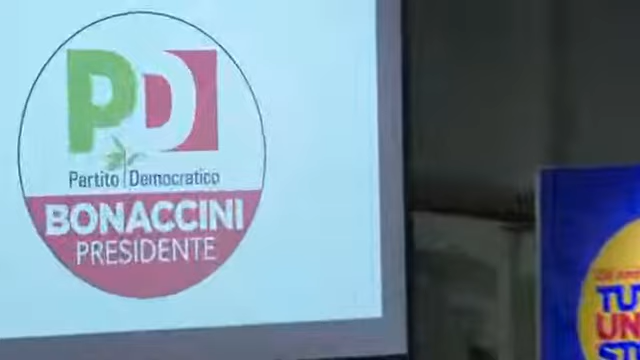 PD
Partito Democratico
BONACCINI
PRESIDENTE
TU
UN
ST